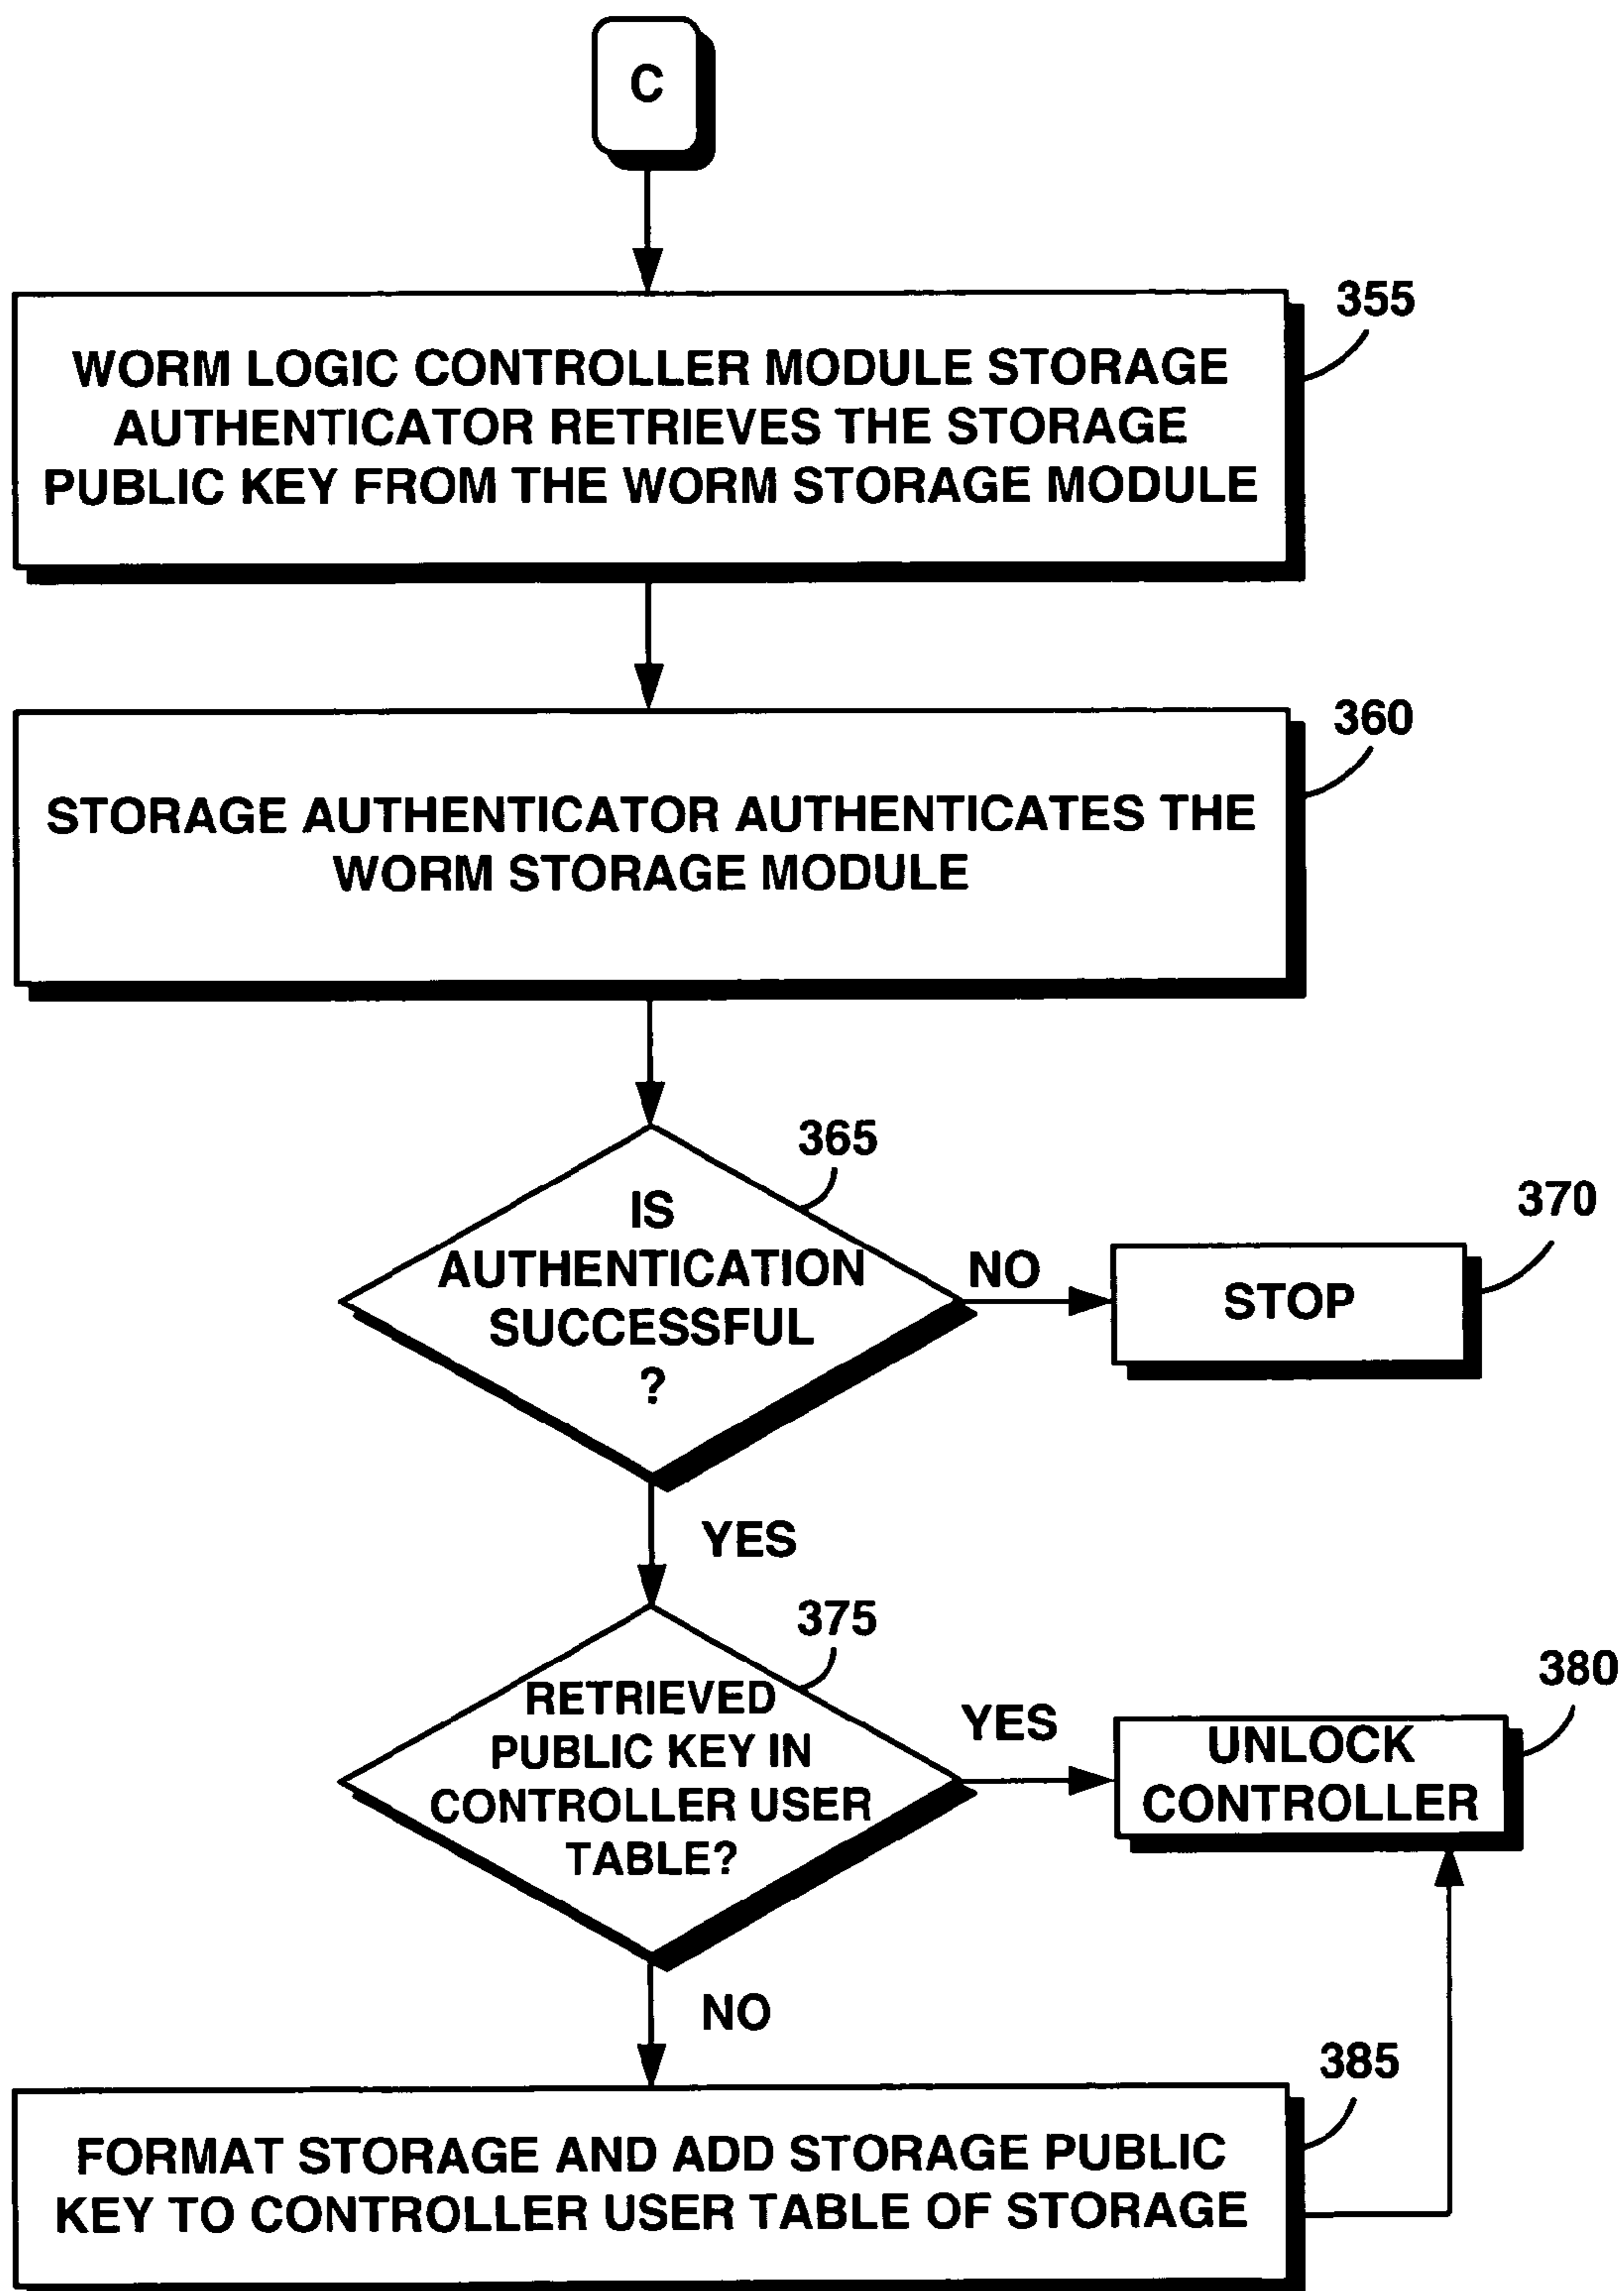 C
355
WORM LOGIC CONTROLLER MODULE STORAGE
AUTHENTICATOR RETRIEVES THE STORAGE
PUBLIC KEY FROM THE WORM STORAGE MODULE
360
STORAGE AUTHENTICATOR AUTHENTICATES THE
WORM STORAGE MODULE
365
IS
AUTHENTICATION
SUCCESSFUL
?
NO
370
STOP
YES
375
RETRIEVED
PUBLIC KEY IN
CONTROLLER USER
TABLE?
YES
380
UNLOCK
CONTROLLER
NO
385
FORMAT STORAGE AND ADD STORAGE PUBLIC
KEY TO CONTROLLER USER TABLE OF STORAGE